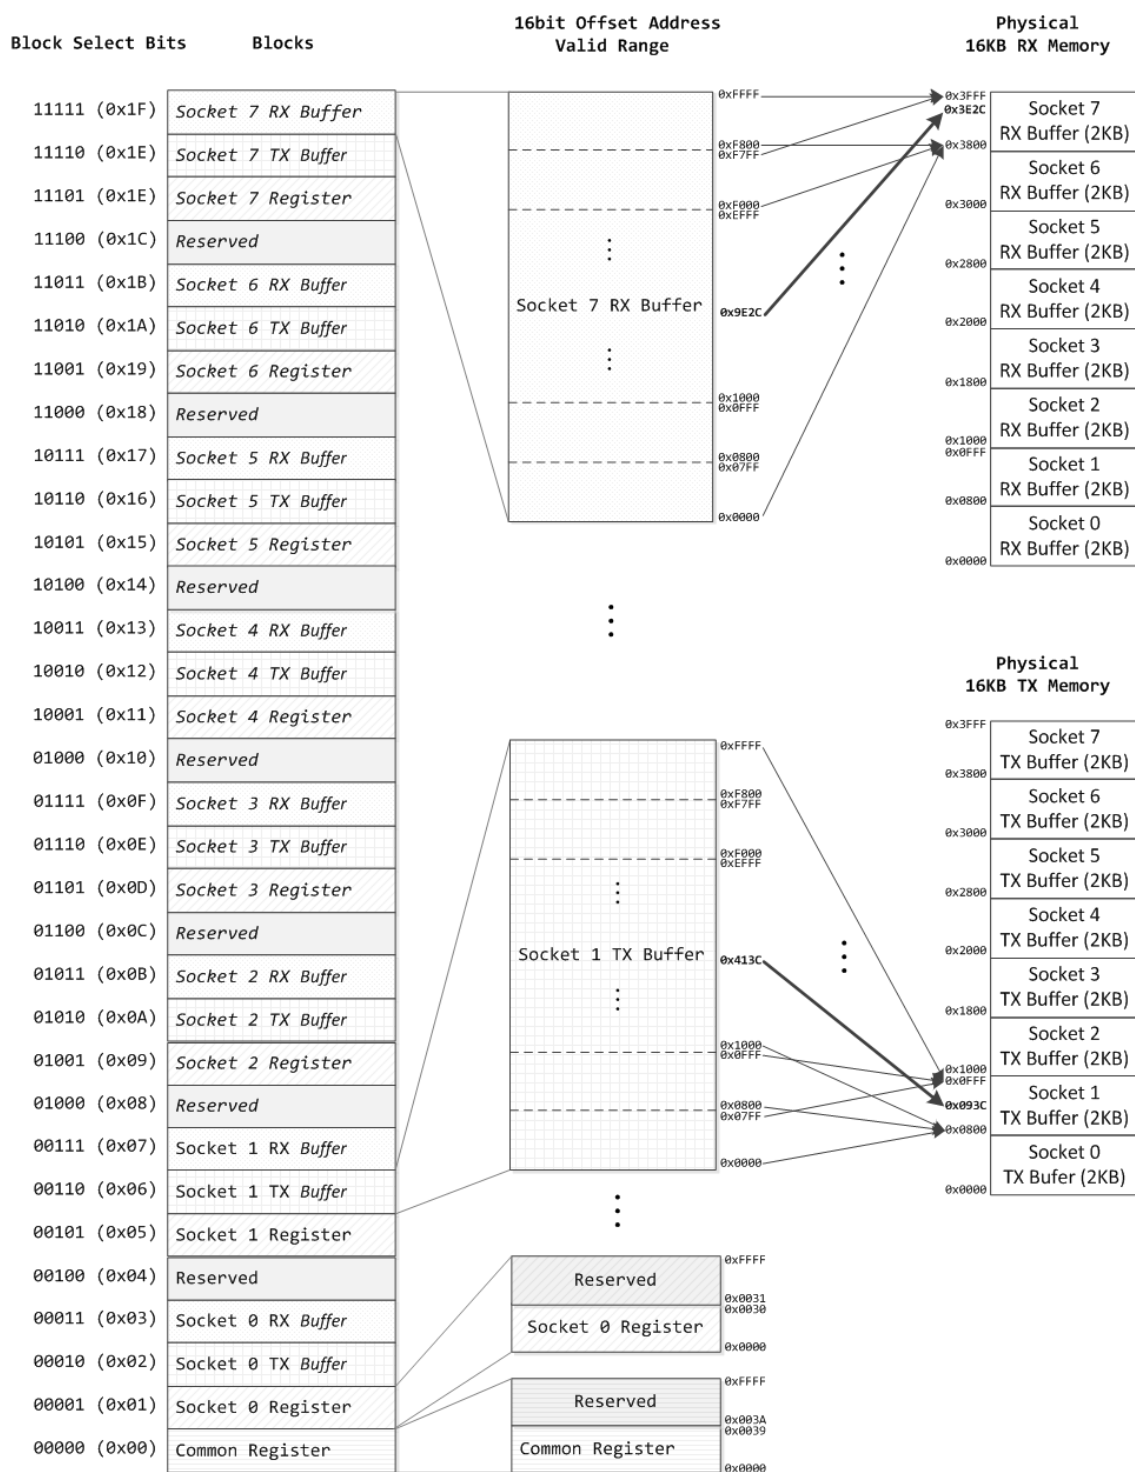 Block Select Bits
Blocks
16bit Offset Address
Valid Range
Physical
16KB RX Memory
11111 (0x1F) Socket 7 RX Buffer
11110 (0x1E) Socket 7 TX Buffer
11101 (0x1E) Socket 7 Register
11100 (0x1C) Reserved
11011 (0x1B) Socket 6 RX Buffer
11010 (0x1A) Socket 6 TX Buffer
11001 (0x19) Socket 6 Register
11000 (0x18) Reserved
10111 (0x17) Socket 5 RX Buffer
10110 (0x16) Socket 5 TX Buffer
10101 (0x15) Socket 5 Register
10100 (0x14) Reserved
10011 (0x13) Socket 4 RX Buffer
10010 (0x12) Socket 4 TX Buffer
10001 (0x11) Socket 4 Register
01000 (0x10) Reserved
01111 (0x0F) Socket 3 RX Buffer
01110 (0x0E) Socket 3 TX Buffer
01101 (0x0D) Socket 3 Register
01100 (0x0C) Reserved
01011 (0x0B) Socket 2 RX Buffer
01010 (0x0A) Socket 2 TX Buffer
01001 (0x09) Socket 2 Register
01000 (0x08) Reserved
00111 (0x07) Socket 1 RX Buffer
00110 (0x06) Socket 1 TX Buffer
00101 (0x05) Socket 1 Register
00100 (0x04) Reserved
00011 (0x03) Socket 0 RX Buffer
00010 (0x02) Socket 0 TX Buffer
00001 (0x01) Socket 0 Register
00000 (0x00) Common Register
0xFFFF
0xF800
0xF7FF
0xF000
0xEFFF
Socket 7 RX Buffer
0x9E2C
0x1000
0x0FFF
0x0800
0x07FF
0x0000
0x3FFF
0x3E2C
Socket 7
RX Buffer (2KB)
0x3800
Socket 6
RX Buffer (2KB)
0x3000
Socket 5
RX Buffer (2KB)
0x2800
Socket 4
RX Buffer (2KB)
0x2000
Socket 3
RX Buffer (2KB)
0x1800
Socket 2
RX Buffer (2KB)
0x1000
0x0FFF
Socket 1
RX Buffer (2KB)
0x0800
Socket 0
RX Buffer (2KB)
0x0000
0xFFFF
0xF800
0xF7FF
0xF000
0xEFFF
Socket 1 TX Buffer
0x413C
0x1000
0x0FFF
0x0800
0x07FF
0x0000
Physical
16KB TX Memory
0x3FFF
Socket 7
TX Buffer (2KB)
0x3800
Socket 6
TX Buffer (2KB)
0x3000
Socket 5
TX Buffer (2KB)
0x2800
Socket 4
TX Buffer (2KB)
0x2000
Socket 3
TX Buffer (2KB)
0x1800
Socket 2
TX Buffer (2KB)
0x1000
0x0FFF
Socket 1
0x093C
TX Buffer (2KB)
0x0800
Socket 0
TX Bufer (2KB)
0x0000
0xFFFF
Reserved
0x0031
0x0030
Socket 0 Register
0x0000
0xFFFF
Reserved
0x003A
0x0039
Common Register
0x0000